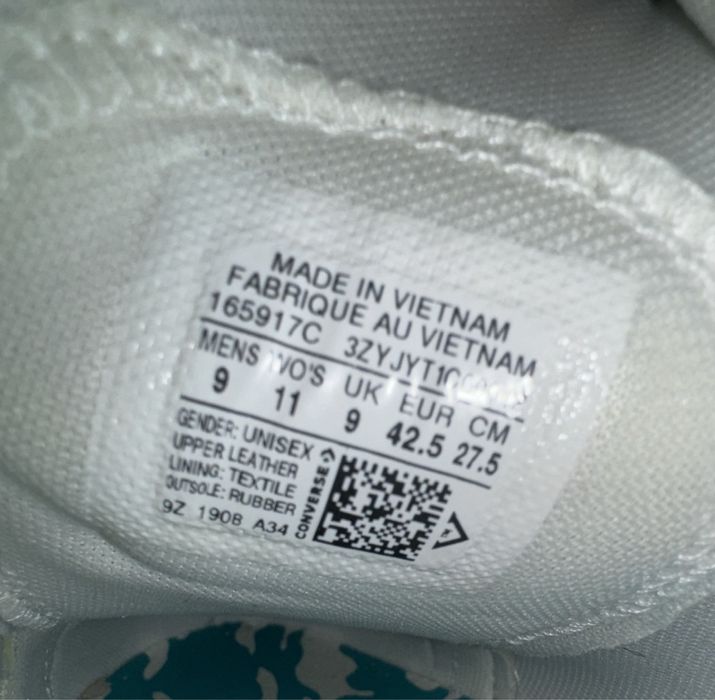 MADE IN VIETNAM
FABRIQUE AU VIETNAM
165917C
MENS WO'S UK EUR CM
9 11 9 42.5 27.5
GENDER: UNISEX
UPPER LEATHER
LINING: TEXTILE
OUTSOLE: RUBBER
9Z 1908 A34
CONVERSE